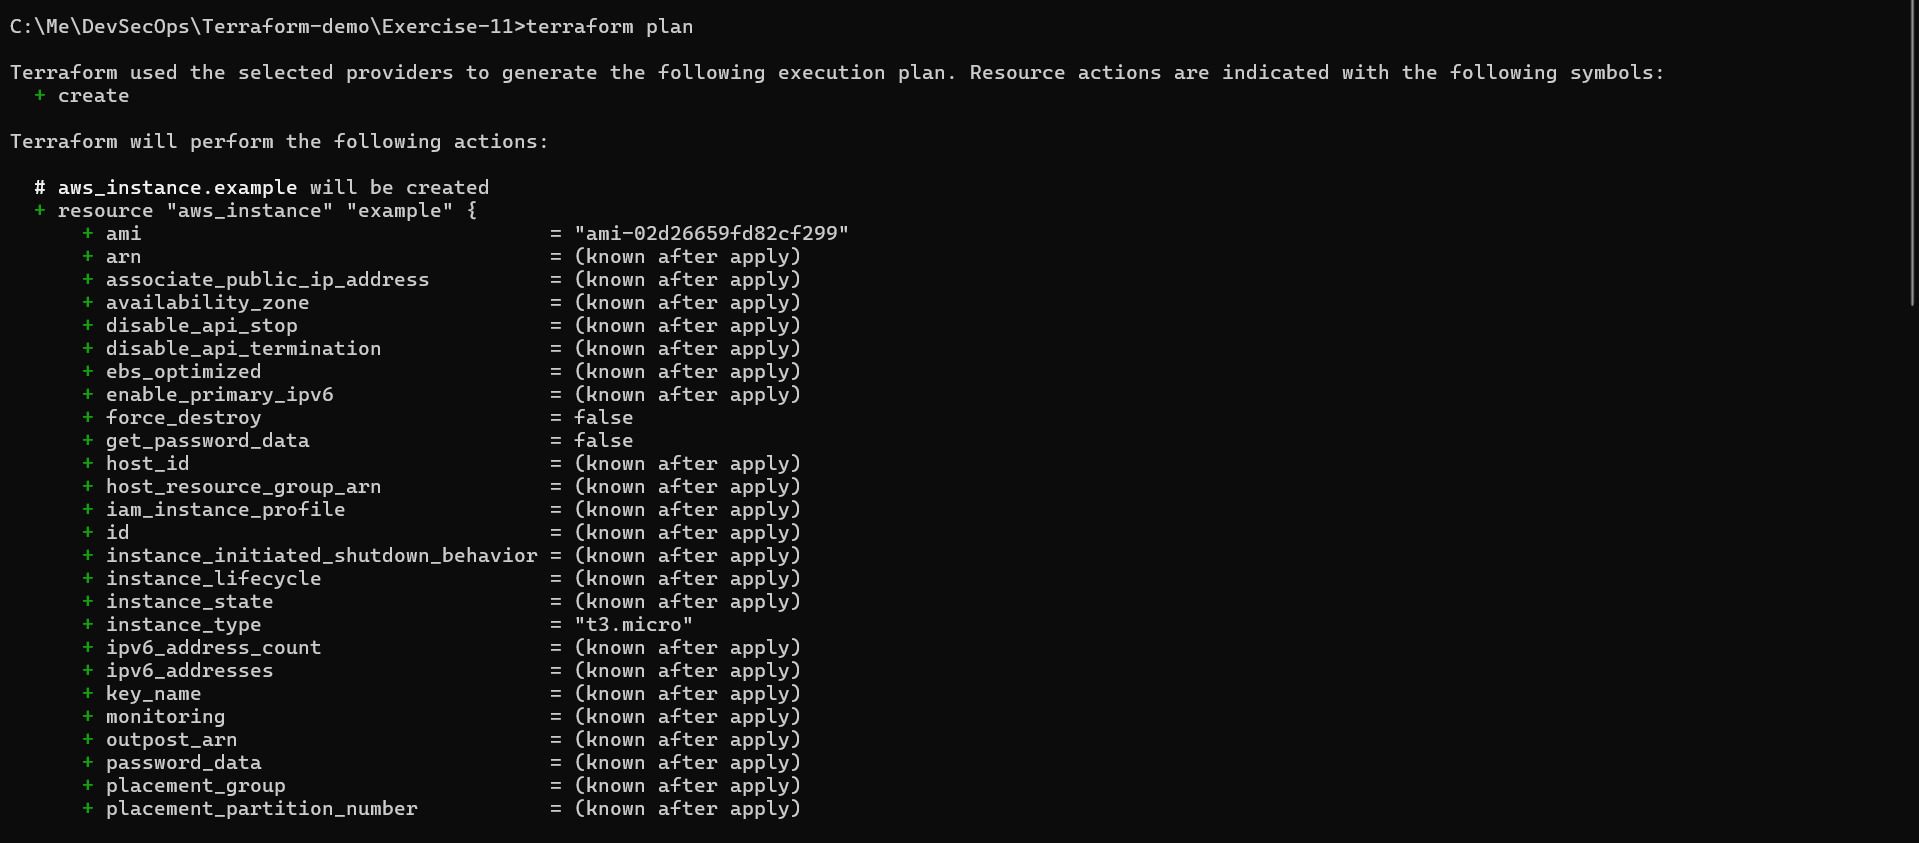 C:\Me\DevSecOps\Terraform-demo\Exercise-11>terraform plan
Terraform used the selected providers to generate the following execution plan. Resource actions are indicated with the following symbols:
+ create
Terraform will perform the following actions:
# aws_instance.example will be created
+ resource "aws_instance" "example" {
+ ami = "ami-02d26659fd82cf299"
+ arn = (known after apply)
+ associate_public_ip_address = (known after apply)
+ availability_zone = (known after apply)
+ disable_api_stop = (known after apply)
+ disable_api_termination = (known after apply)
+ ebs_optimized = (known after apply)
+ enable_primary_ipv6 = (known after apply)
+ force_destroy = false
+ get_password_data = false
+ host_id = (known after apply)
+ host_resource_group_arn = (known after apply)
+ iam_instance_profile = (known after apply)
+ id = (known after apply)
+ instance_initiated_shutdown_behavior = (known after apply)
+ instance_lifecycle = (known after apply)
+ instance_state = (known after apply)
+ instance_type = "t3.micro"
+ ipv6_address_count = (known after apply)
+ ipv6_addresses = (known after apply)
+ key_name = (known after apply)
+ monitoring = (known after apply)
+ outpost_arn = (known after apply)
+ password_data = (known after apply)
+ placement_group = (known after apply)
+ placement_partition_number = (known after apply)